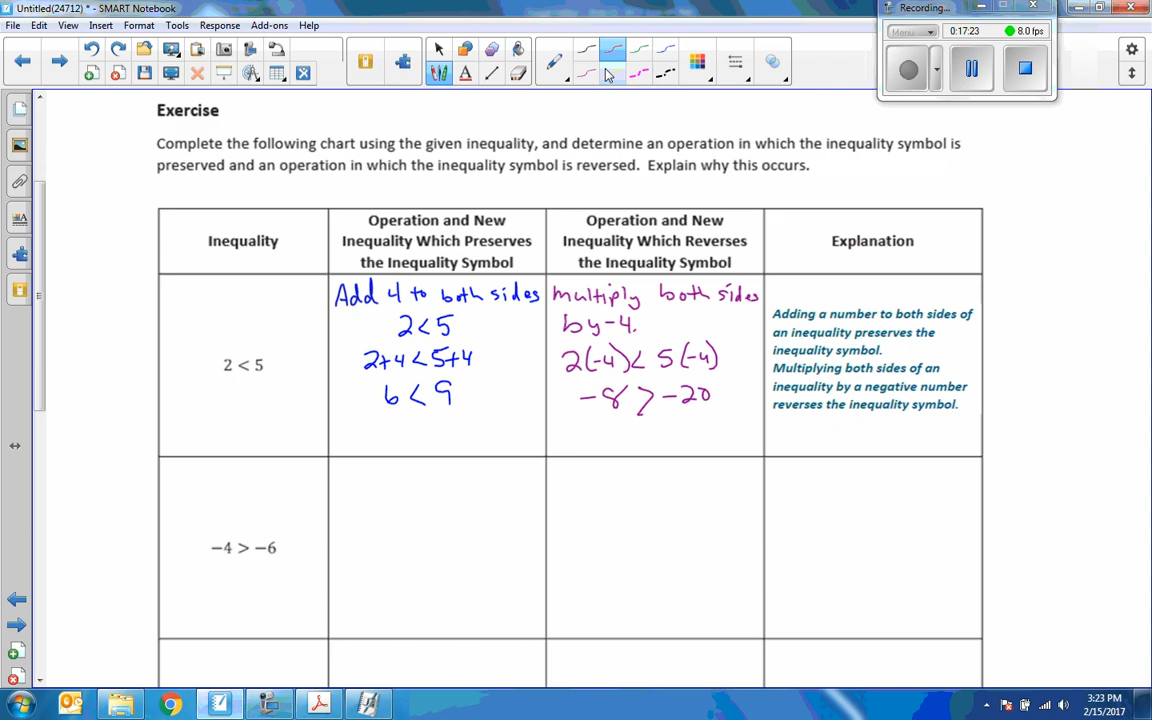 Untitled(24712) * - SMART Notebook
Recording...
File Edit View Insert Format Tools Response Add-ons Help
Menu 0:17:23 8.0 fps
Exercise
Complete the following chart using the given inequality, and determine an operation in which the inequality symbol is
preserved and an operation in which the inequality symbol is reversed. Explain why this occurs.
Inequality
Operation and New
Inequality Which Preserves
the Inequality Symbol
Operation and New
Inequality Which Reverses
the Inequality Symbol
Explanation
2 < 5
Add 4 to both sides
2<5
2+4<5+4
6<9
multiply both sides
by -4.
2(-4)< 5(-4)
-8 > -20
Adding a number to both sides of
an inequality preserves the
inequality symbol.
Multiplying both sides of an
inequality by a negative number
reverses the inequality symbol.
−4 > −6
3:23 PM
2/15/2017